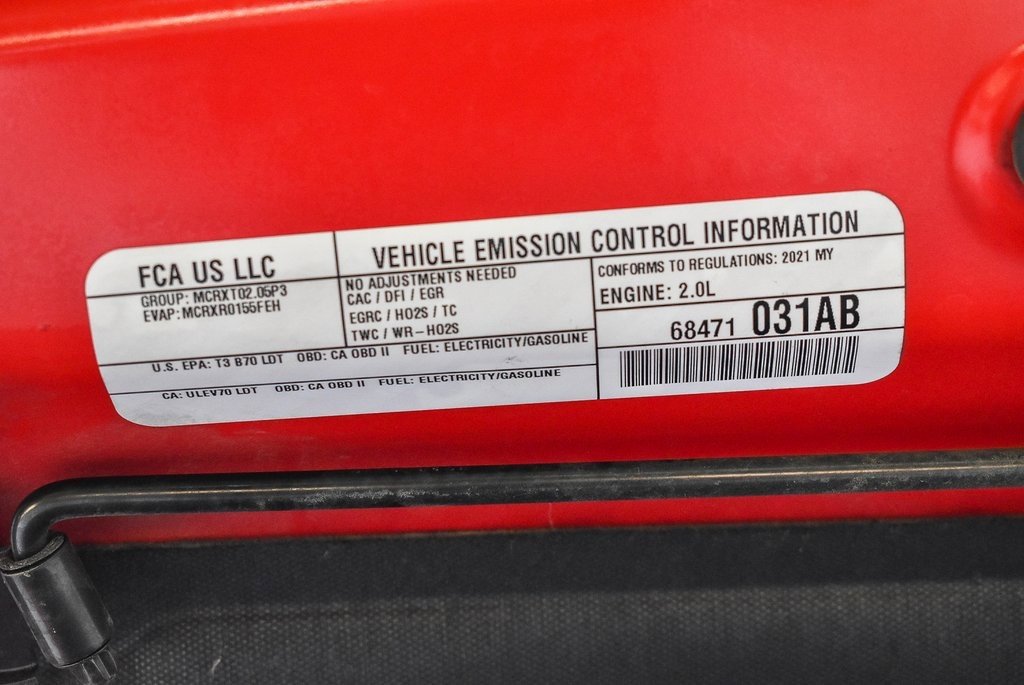 FCA US LLC
GROUP: MCRXT02.05P3
EVAP: MCRXR0155FEH
VEHICLE EMISSION CONTROL INFORMATION
NO ADJUSTMENTS NEEDED
CAC / DFI / EGR
EGRC / HO2S / TC
TWC / WR-HO2S
CONFORMS TO REGULATIONS: 2021 MY
ENGINE: 2.0L
68471 031AB
U.S. EPA: T3 B70 LDT OBD: CA OBD II FUEL: ELECTRICITY/GASOLINE
CA: ULEV70 LDT OBD: CA OBD II FUEL: ELECTRICITY/GASOLINE